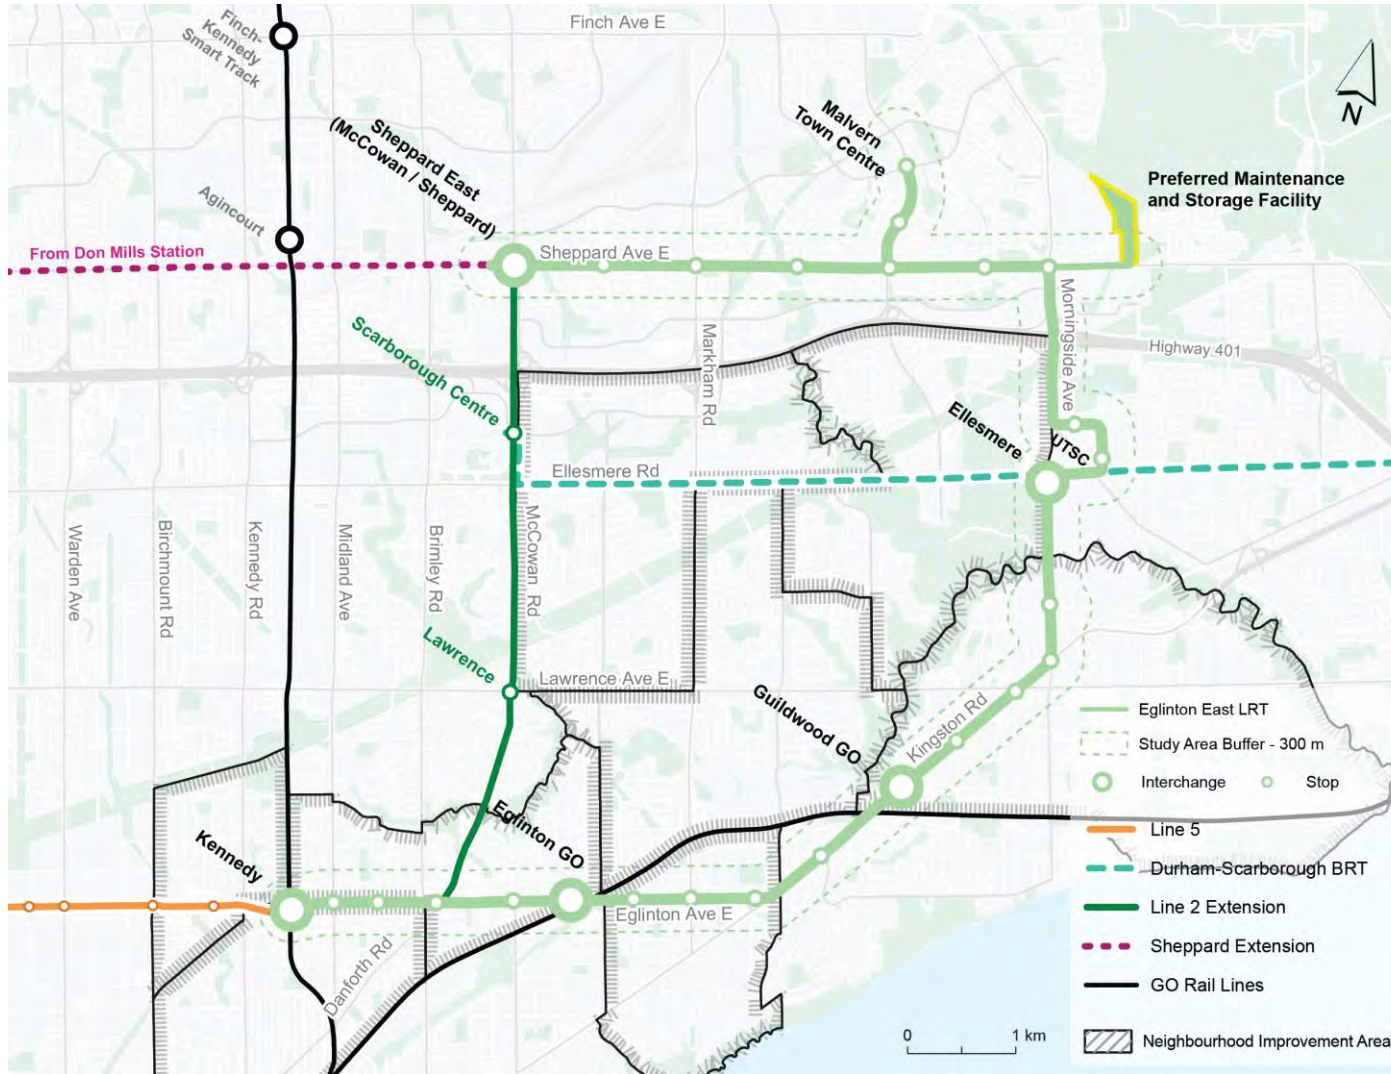 Finch Ave E
Finch-
Kennedy
Smart Track
Malvern
Town Centre
N
Sheppard East
(McCowan / Sheppard)
Preferred Maintenance
and Storage Facility
Agincourt
From Don Mills Station
Sheppard Ave E
Morningside Ave
Scarborough Centre
Markham Rd
Highway 401
Ellesmere
UTSC
Ellesmere Rd
Warden Ave
Birchmount Rd
Kennedy Rd
Midland Ave
Brimley Rd
McCowan Rd
Lawrence
Lawrence Ave E
Guildwood GO
Kingston Rd
Eglinton East LRT
Study Area Buffer - 300 m
Interchange
Stop
Kennedy
Eglinton GO
Line 5
Durham-Scarborough BRT
Eglinton Ave E
Line 2 Extension
Danforth Rd
Sheppard Extension
GO Rail Lines
0 1 km
Neighbourhood Improvement Area